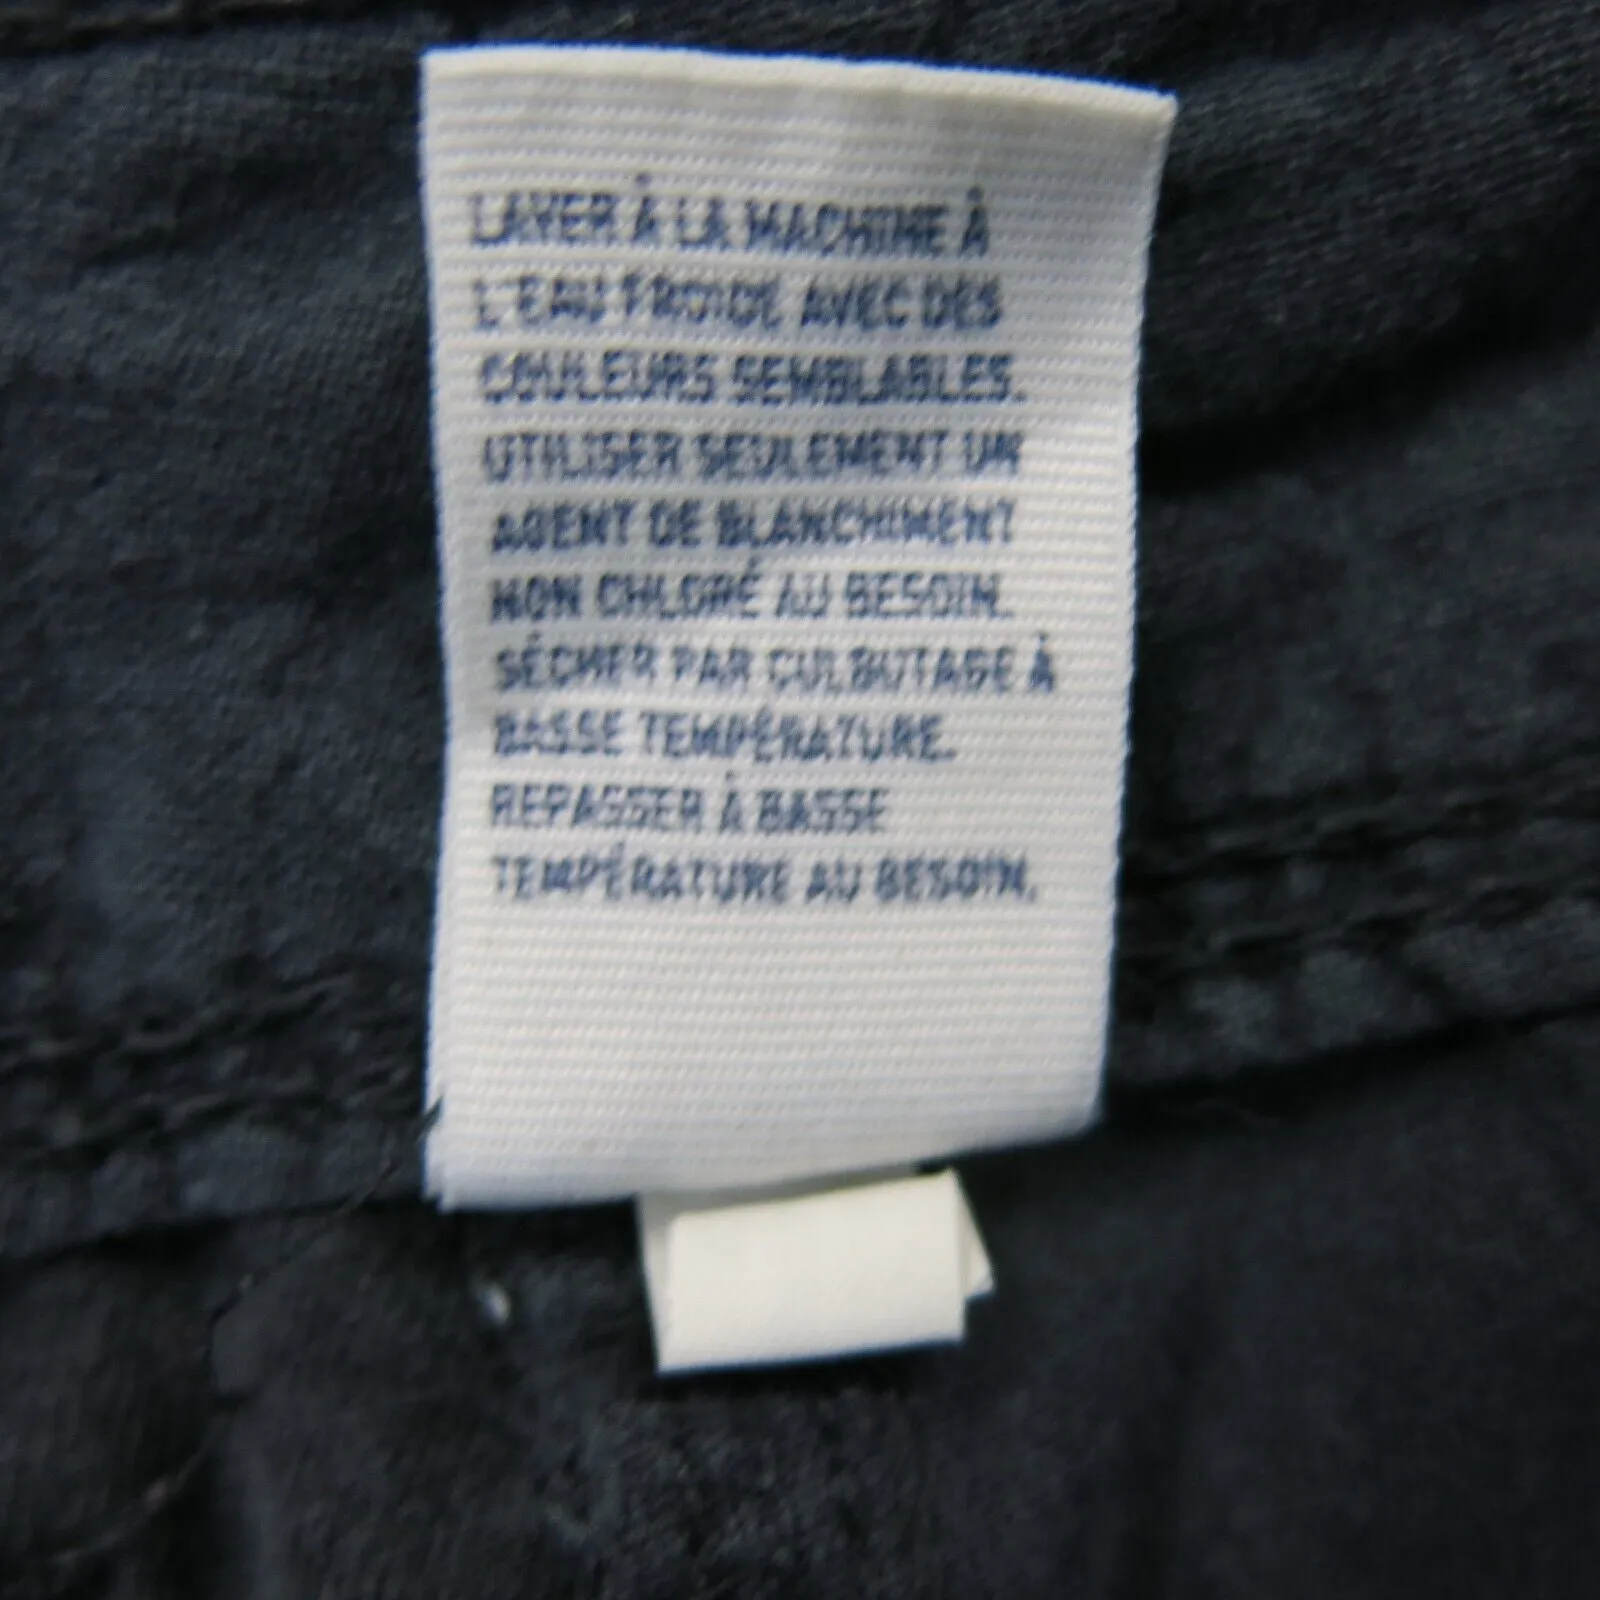 LAVER À LA MACHINE À
L'EAU FROIDE AVEC DES
COULEURS SEMBLABLES.
UTILISER SEULEMENT UN
AGENT DE BLANCHIMENT
NON CHLORÉ AU BESOIN.
SÉCHER PAR CULBUTAGE À
BASSE TEMPÉRATURE.
REPASSER À BASSE
TEMPÉRATURE AU BESOIN.